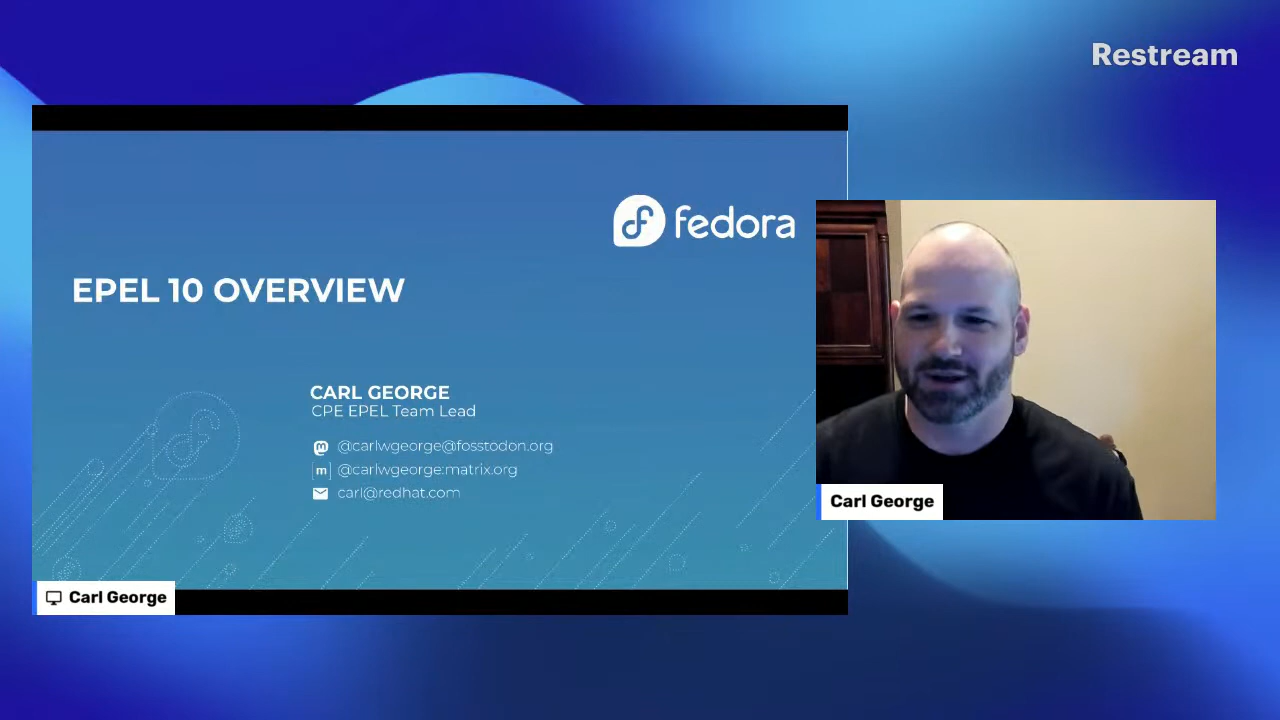 Restream
fedora
EPEL 10 OVERVIEW
CARL GEORGE
CPE EPEL Team Lead
@carlwgeorge@fosstodon.org
[m] @carlwgeorge:matrix.org
carl@redhat.com
Carl George
Carl George